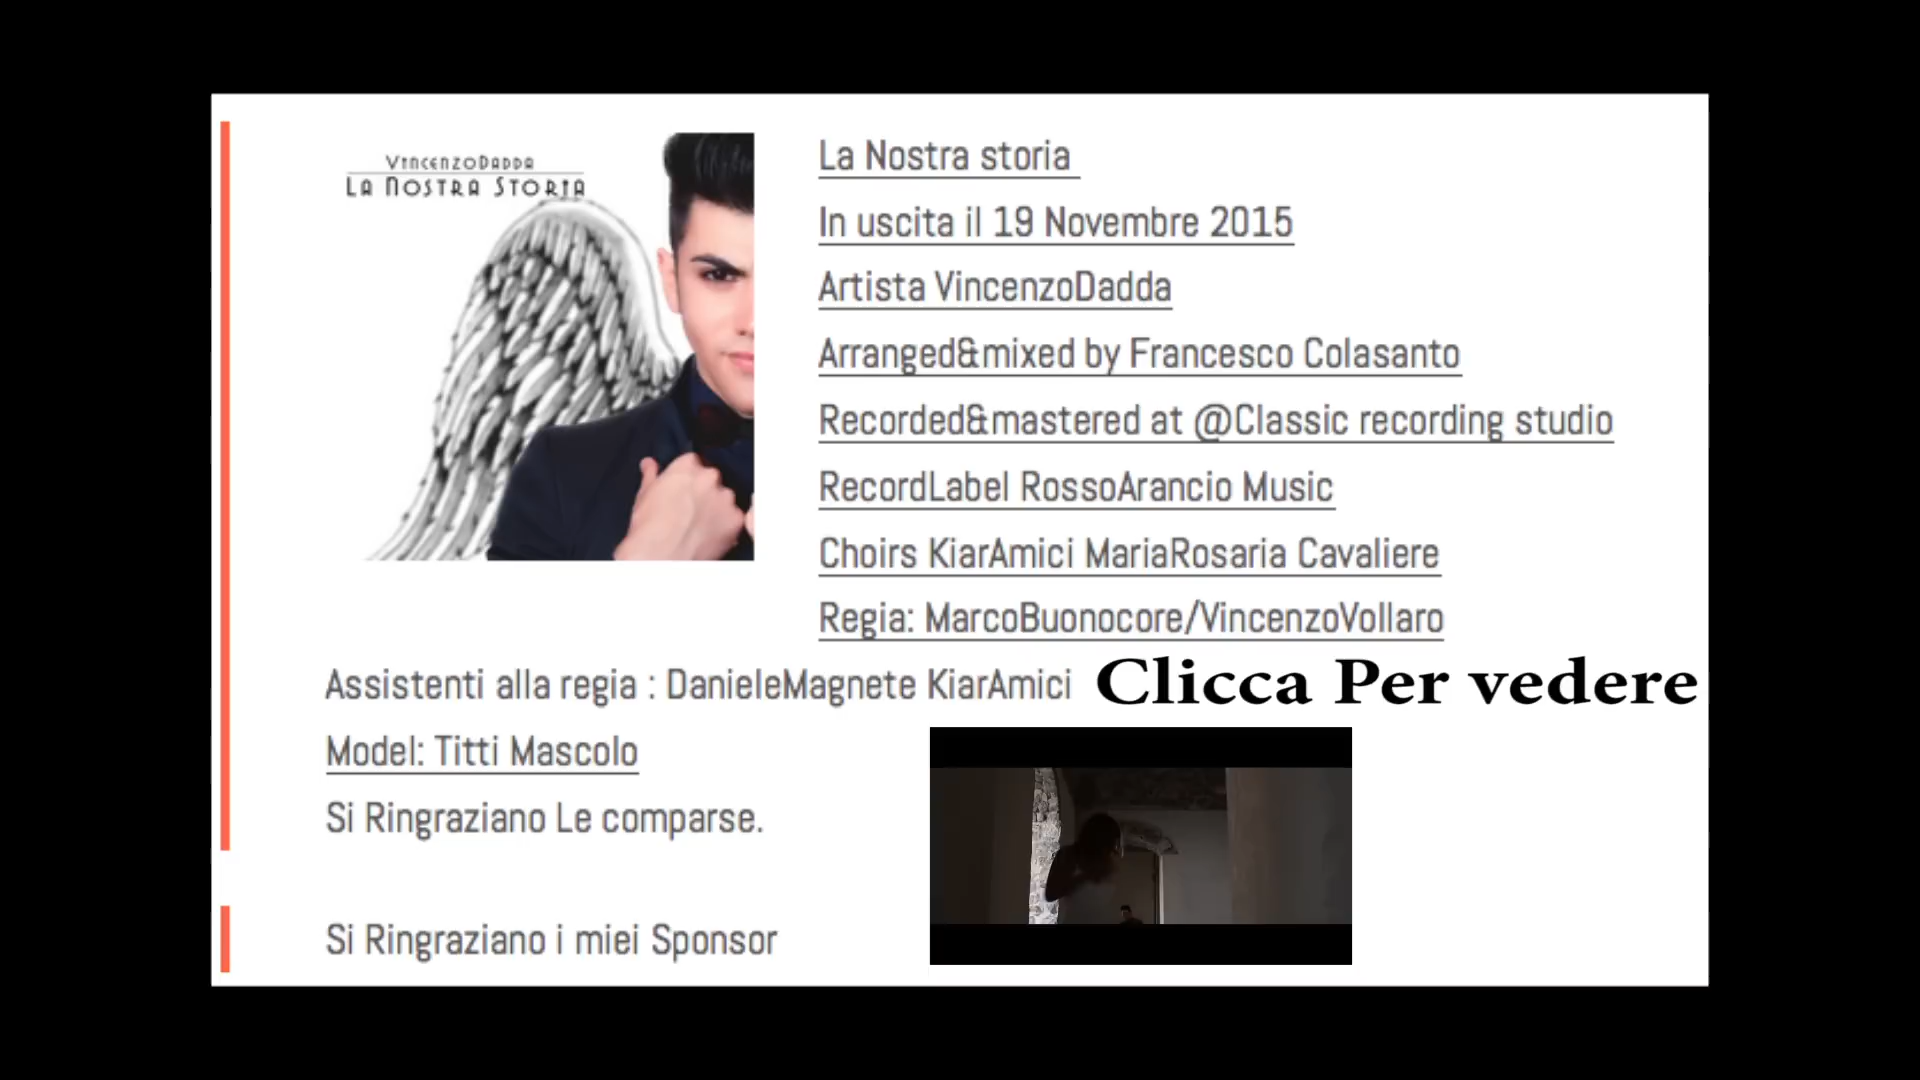 VincenzoDadda
La Nostra Storia
La Nostra storia
In uscita il 19 Novembre 2015
Artista VincenzoDadda
Arranged&mixed by Francesco Colasanto
Recorded&mastered at @Classic recording studio
RecordLabel RossoArancio Music
Choirs KiarAmici MariaRosaria Cavaliere
Regia: MarcoBuonocore/VincenzoVollaro
Assistenti alla regia : DanieleMagnete KiarAmici
Clicca Per vedere
Model: Titti Mascolo
Si Ringraziano Le comparse.
Si Ringraziano i miei Sponsor